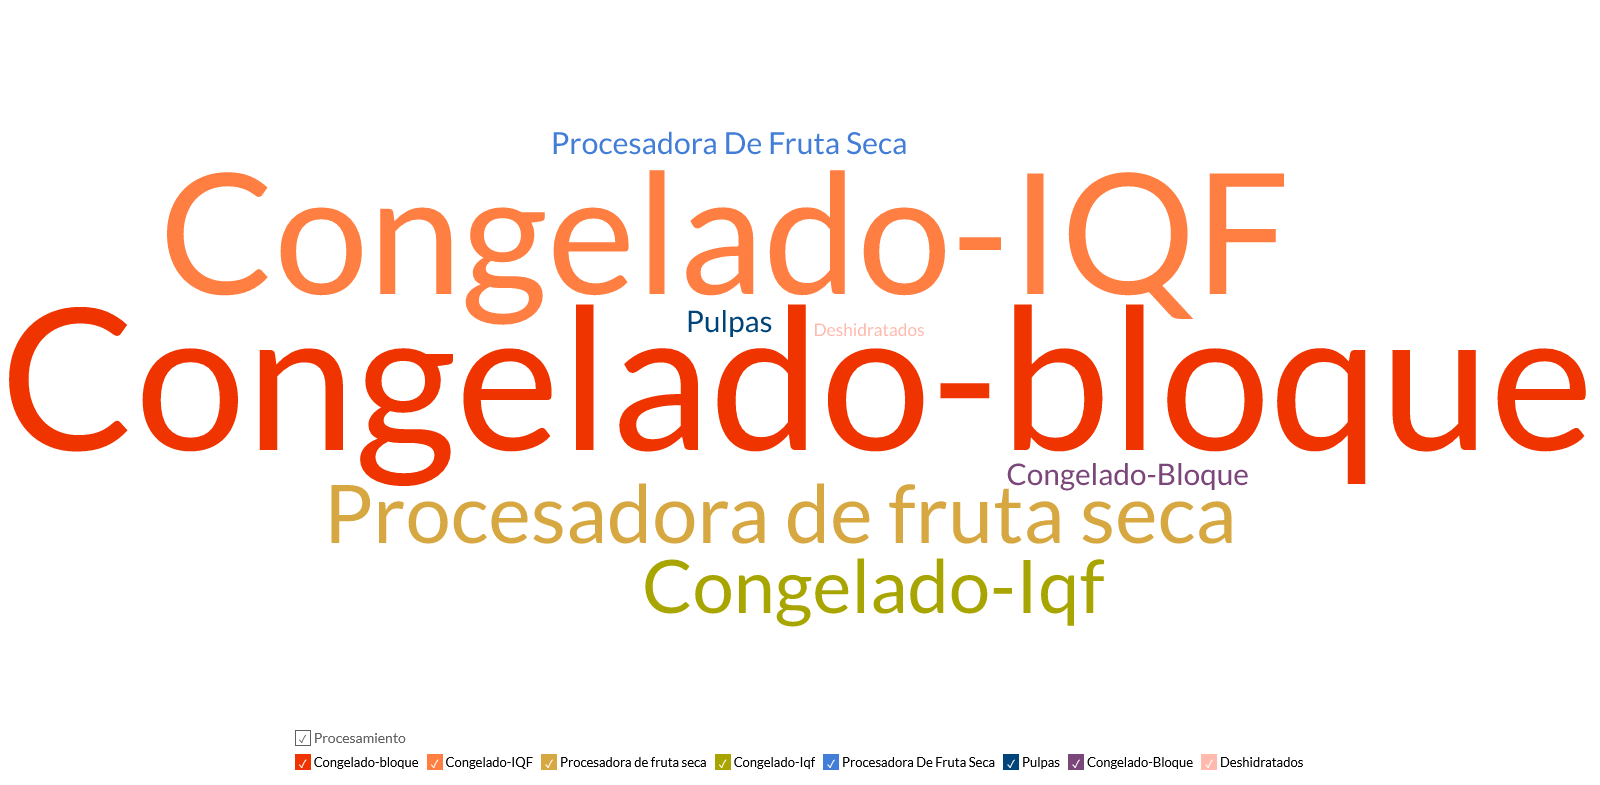 Procesadora De Fruta Seca
Congelado-IQF
Pulpas
Deshidratados
Congelado-bloque
Congelado-Bloque
Procesadora de fruta seca
Congelado-Iqf
Procesamiento
Congelado-bloque Congelado-IQF Procesadora de fruta seca Congelado-Iqf Procesadora De Fruta Seca Pulpas Congelado-Bloque Deshidratados